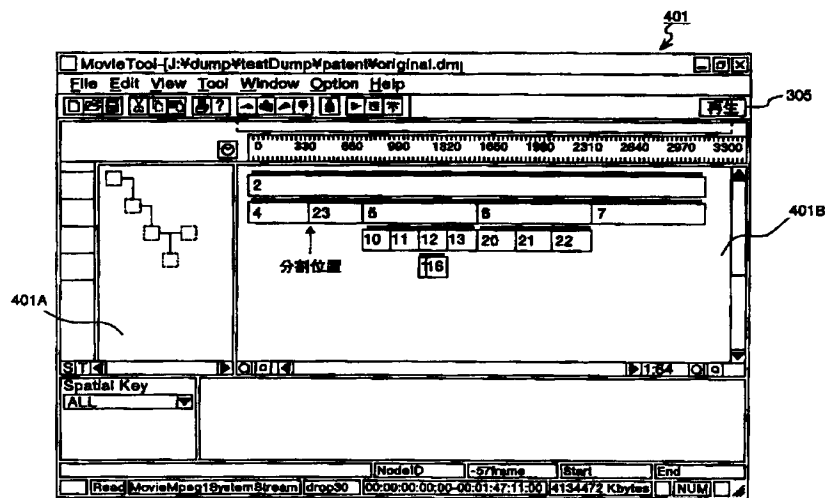 401
MovieTool-[J:¥dump¥testDump¥patent¥original.dm
File Edit View Tool Window Option Help
再生
305
0 330 660 990 1320 1650 1980 2310 2640 2970 3300
2
4 23 5 6 7
401B
10 11 12 13 20 21 22
分割位置
16
401A
S T
1:64
Spatial Key
ALL
NodeID -57frame Start End
Read MovieMpeg1SystemStream drop30 00:00:00:00-00:01:47:11:00 4134472 Kbytes NUM